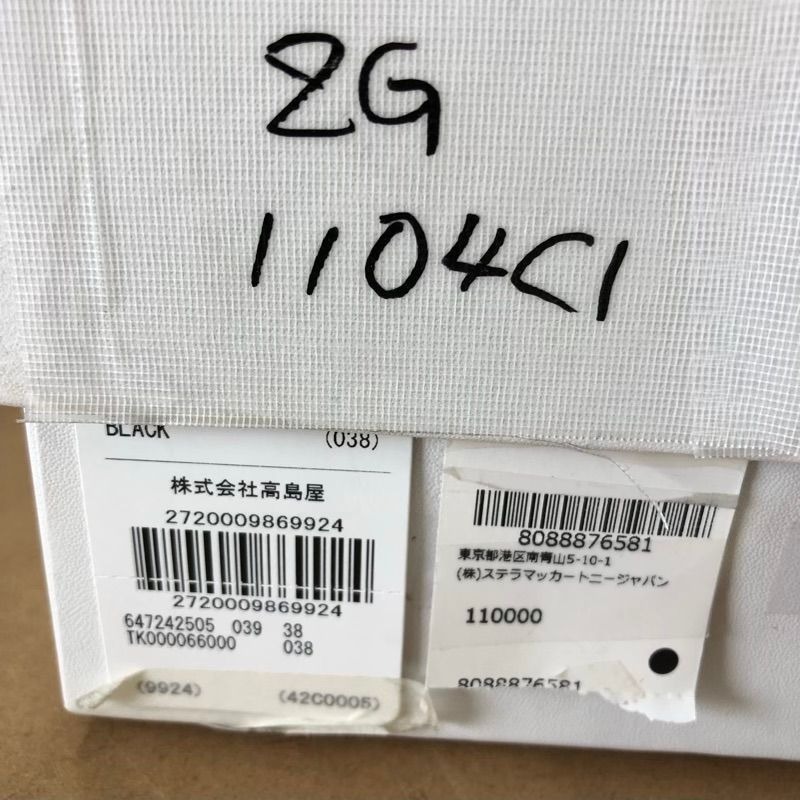 ZG
1104C1
BLACK (038)
株式会社高島屋
2720009869924
2720009869924
647242505 039 38
TK000066000 038
(9924) (42C0005)
8088876581
東京都港区南青山5-10-1
(株)ステラマッカートニージャパン
110000
8088876581